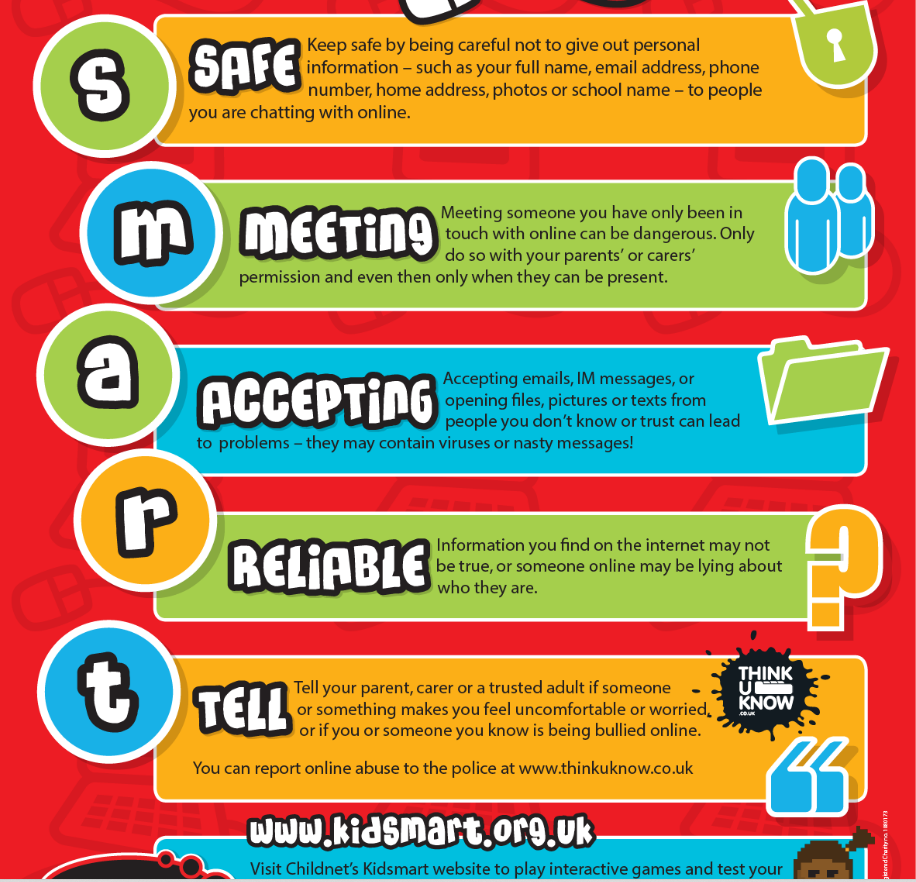 s
SAFE Keep safe by being careful not to give out personal
information – such as your full name, email address, phone
number, home address, photos or school name – to people
you are chatting with online.
m
MEETING Meeting someone you have only been in
touch with online can be dangerous. Only
do so with your parents’ or carers’
permission and even then only when they can be present.
a
ACCEPTING Accepting emails, IM messages, or
opening files, pictures or texts from
people you don’t know or trust can lead
to problems – they may contain viruses or nasty messages!
r
RELiABLE Information you find on the internet may not
be true, or someone online may be lying about
who they are.
t
TELL Tell your parent, carer or a trusted adult if someone
or something makes you feel uncomfortable or worried,
or if you or someone you know is being bullied online.
THINK
U
KNOW
.CO.UK
You can report online abuse to the police at www.thinkuknow.co.uk
www.kidsmart.org.uk
Visit Childnet’s Kidsmart website to play interactive games and test your